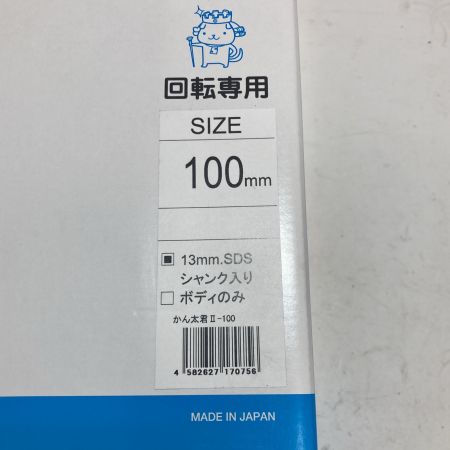 回転専用
SIZE
100mm
■ 13mm.SDS
シャンク入り
□ ボディのみ
かん太君Ⅱ-100
4 582627 170756
MADE IN JAPAN